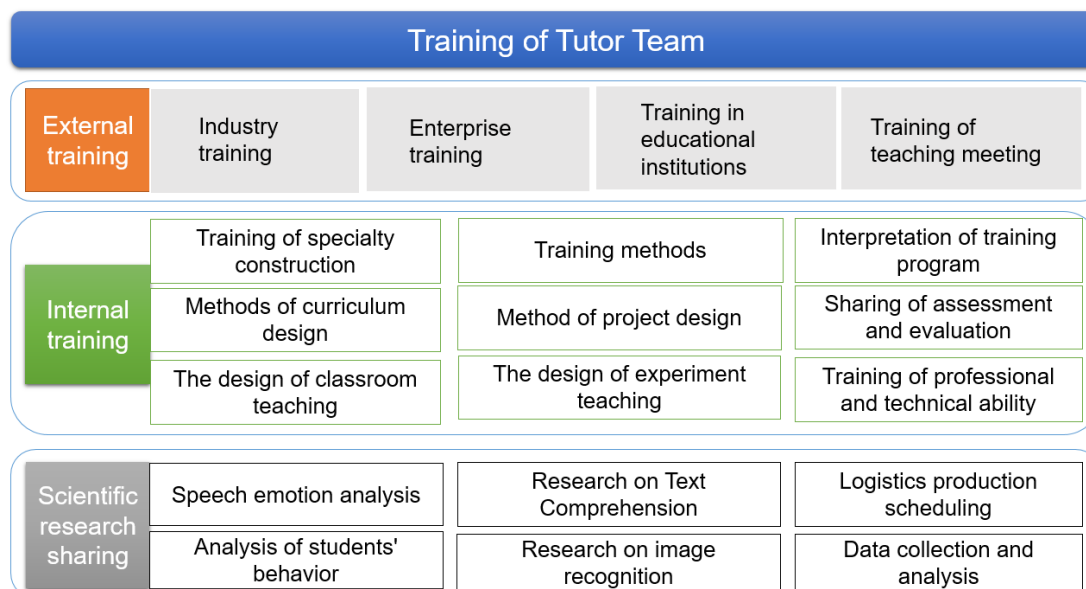 Training of Tutor Team
External
training
Industry
training
Enterprise
training
Training in
educational
institutions
Training of
teaching meeting
Internal
training
Training of specialty
construction
Training methods
Interpretation of training
program
Methods of curriculum
design
Method of project design
Sharing of assessment
and evaluation
The design of classroom
teaching
The design of experiment
teaching
Training of professional
and technical ability
Scientific
research
sharing
Speech emotion analysis
Research on Text
Comprehension
Logistics production
scheduling
Analysis of students'
behavior
Research on image
recognition
Data collection and
analysis